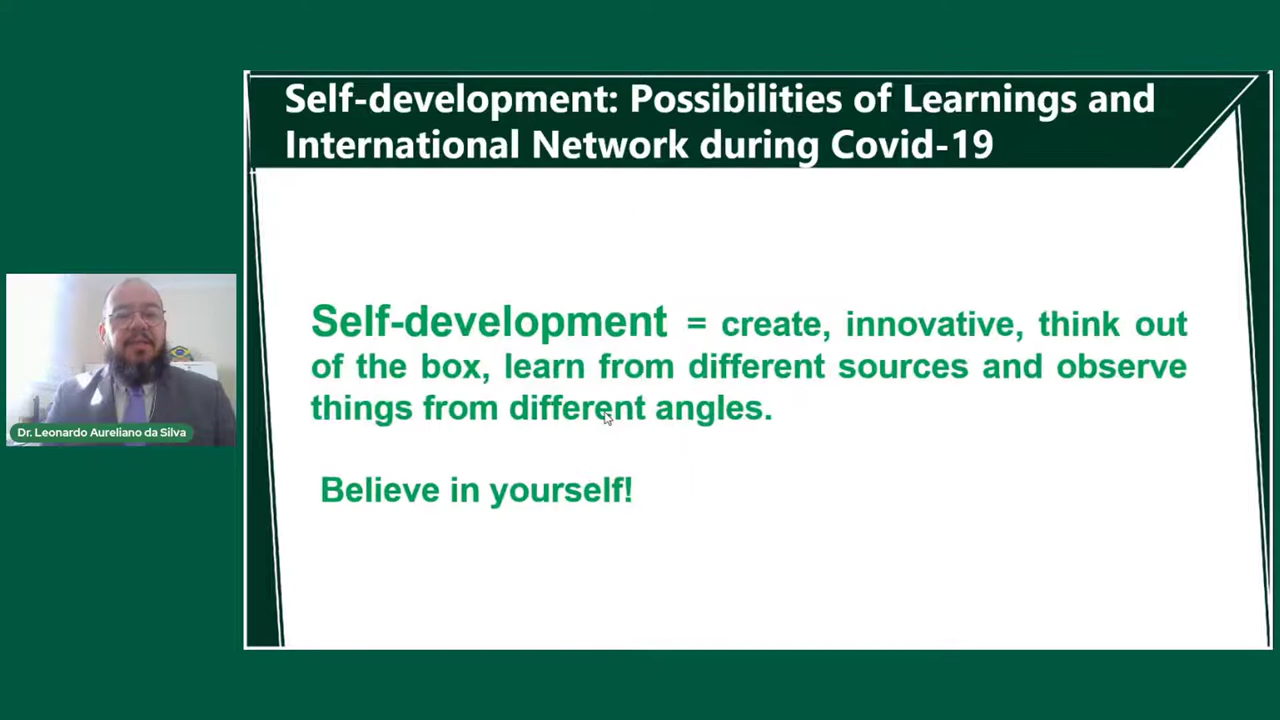 Self-development: Possibilities of Learnings and
International Network during Covid-19
Self-development = create, innovative, think out
of the box, learn from different sources and observe
things from different angles.
Believe in yourself!
Dr. Leonardo Aureliano da Silva